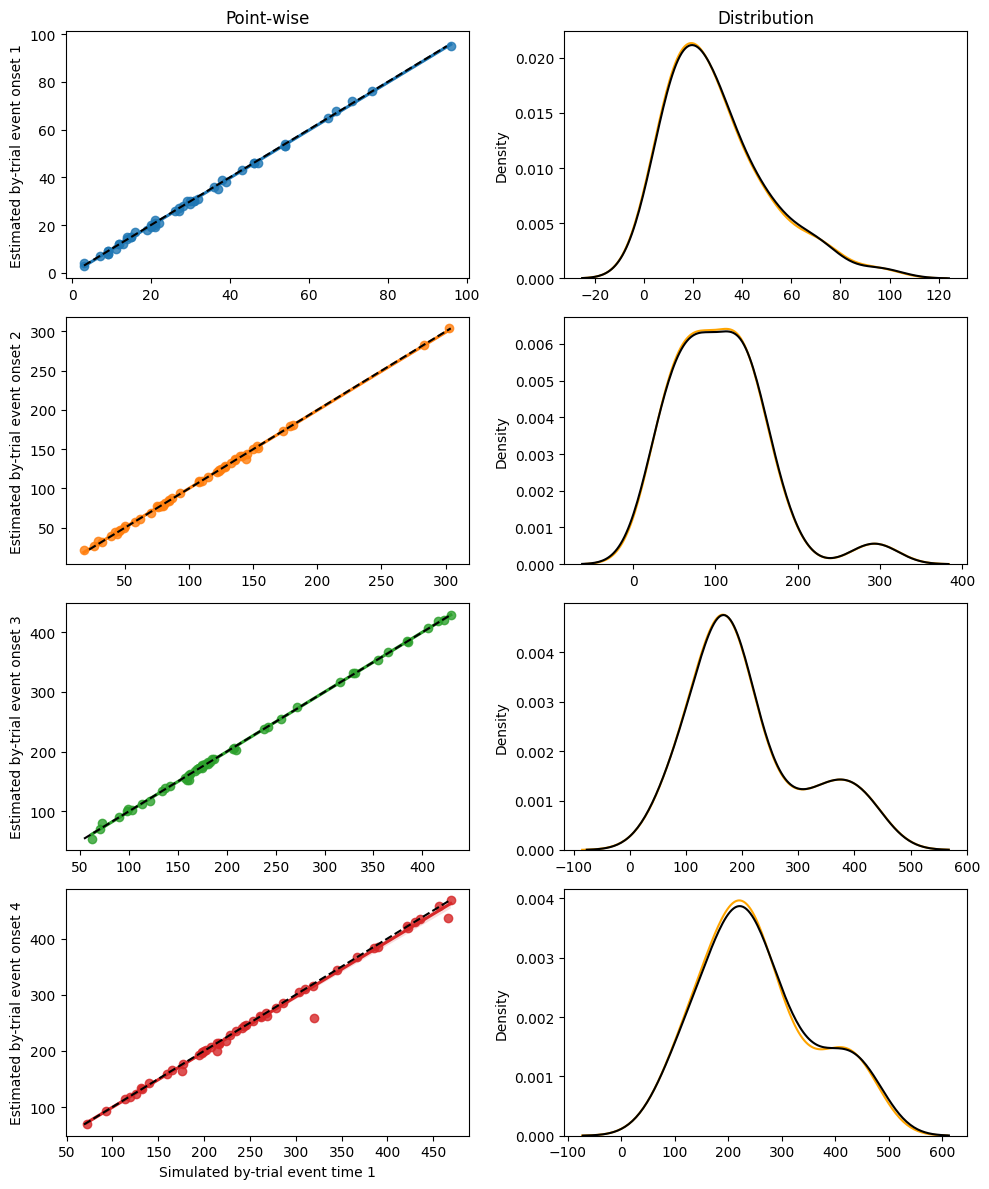 Point-wise
Distribution
Estimated by-trial event onset 1
100
80
60
40
20
0
0 20 40 60 80 100
Density
0.020
0.015
0.010
0.005
0.000
−20 0 20 40 60 80 100 120
Estimated by-trial event onset 2
300
250
200
150
100
50
50 100 150 200 250 300
Density
0.006
0.005
0.004
0.003
0.002
0.001
0.000
0 100 200 300 400
Estimated by-trial event onset 3
400
300
200
100
50 100 150 200 250 300 350 400
Density
0.004
0.003
0.002
0.001
0.000
−100 0 100 200 300 400 500 600
Estimated by-trial event onset 4
400
300
200
100
50 100 150 200 250 300 350 400 450
Simulated by-trial event time 1
Density
0.004
0.003
0.002
0.001
0.000
−100 0 100 200 300 400 500 600